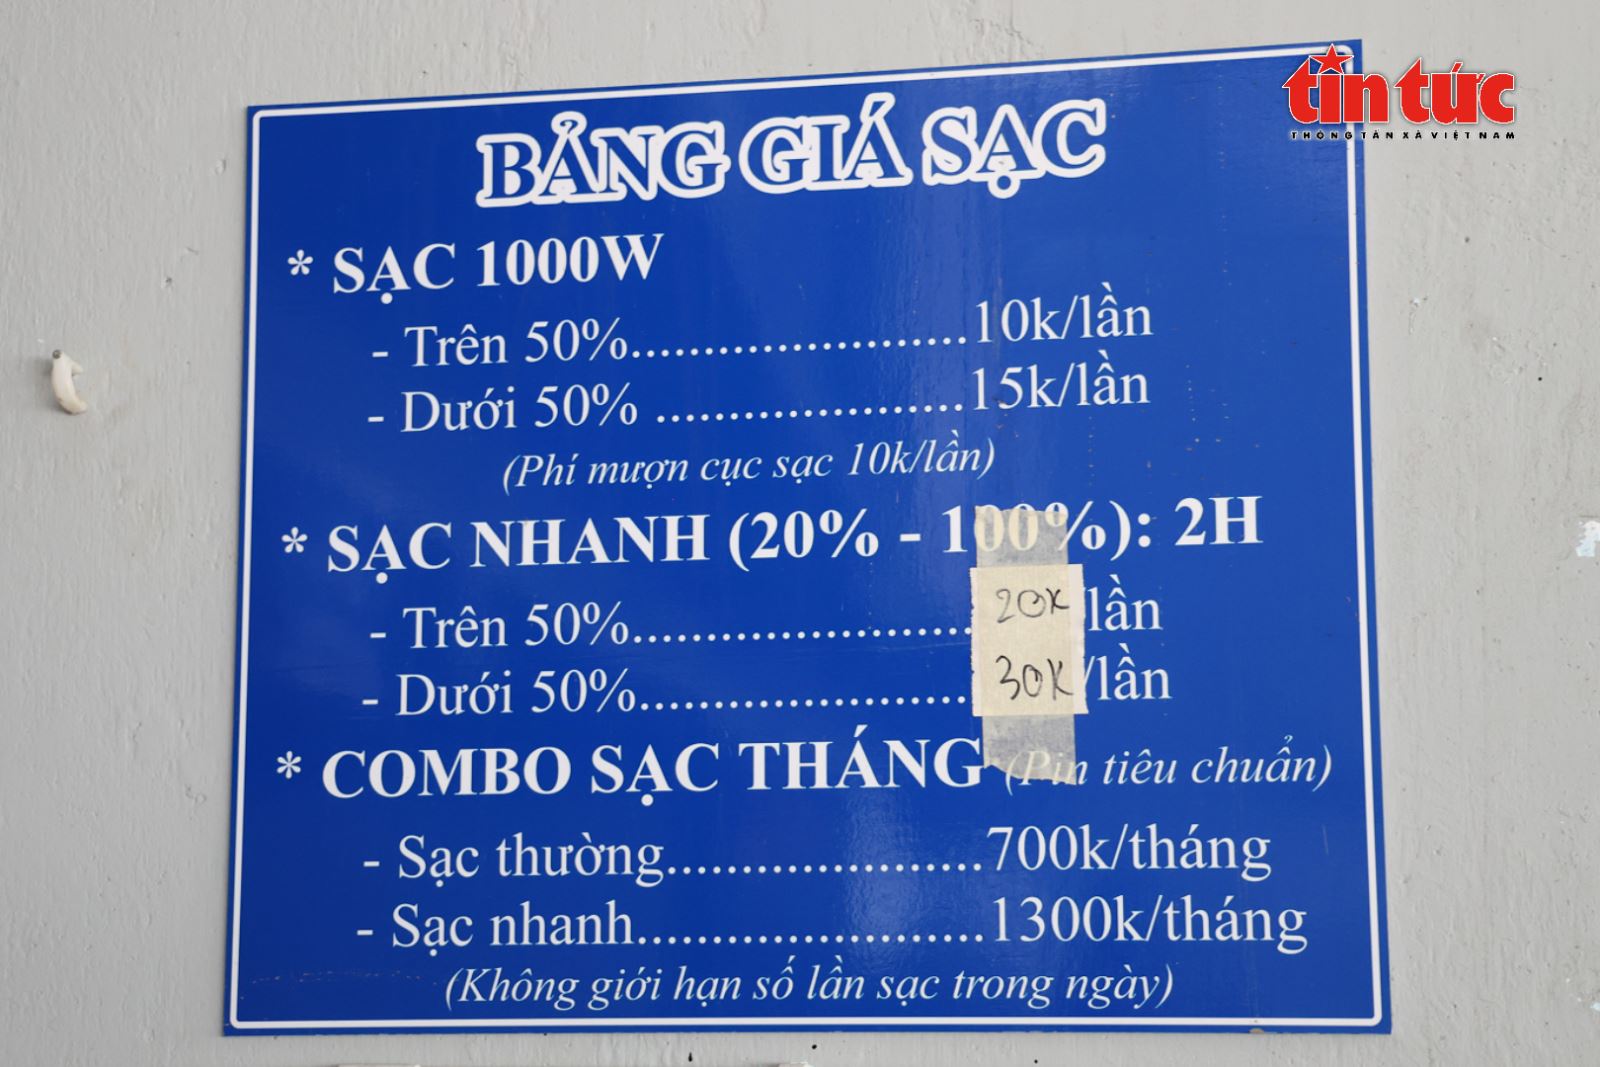 tin tức
THÔNG TẤN XÃ VIỆT NAM
BẢNG GIÁ SẠC
* SẠC 1000W
- Trên 50%......................10k/lần
- Dưới 50% .....................15k/lần
(Phí mượn cục sạc 10k/lần)
* SẠC NHANH (20% - 100%): 2H
- Trên 50%.......................20K lần
- Dưới 50%......................30K/lần
* COMBO SẠC THÁNG (Pin tiêu chuẩn)
- Sạc thường.....................700k/tháng
- Sạc nhanh.......................1300k/tháng
(Không giới hạn số lần sạc trong ngày)